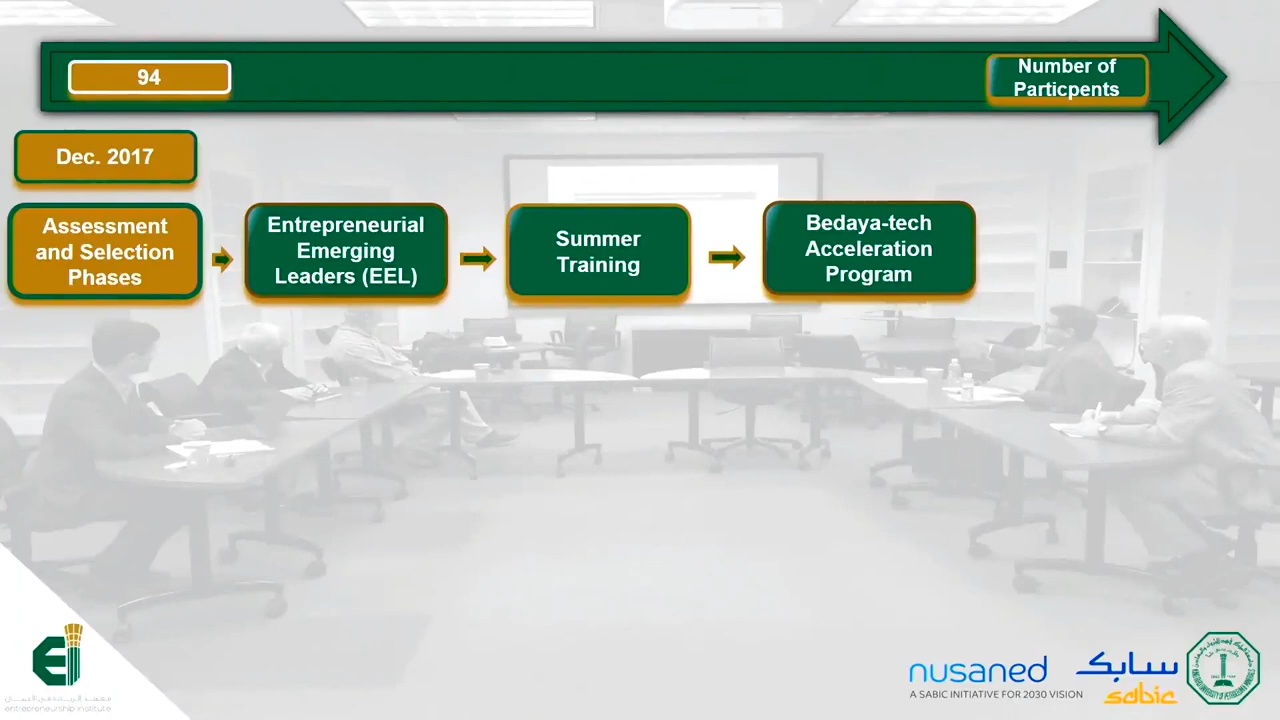 94
Number of
Particpents
Dec. 2017
Assessment
and Selection
Phases
Entrepreneurial
Emerging
Leaders (EEL)
Summer
Training
Bedaya-tech
Acceleration
Program
entrepreneurship institute
nusaned
A SABIC INITIATIVE FOR 2030 VISION
سابك
sabic